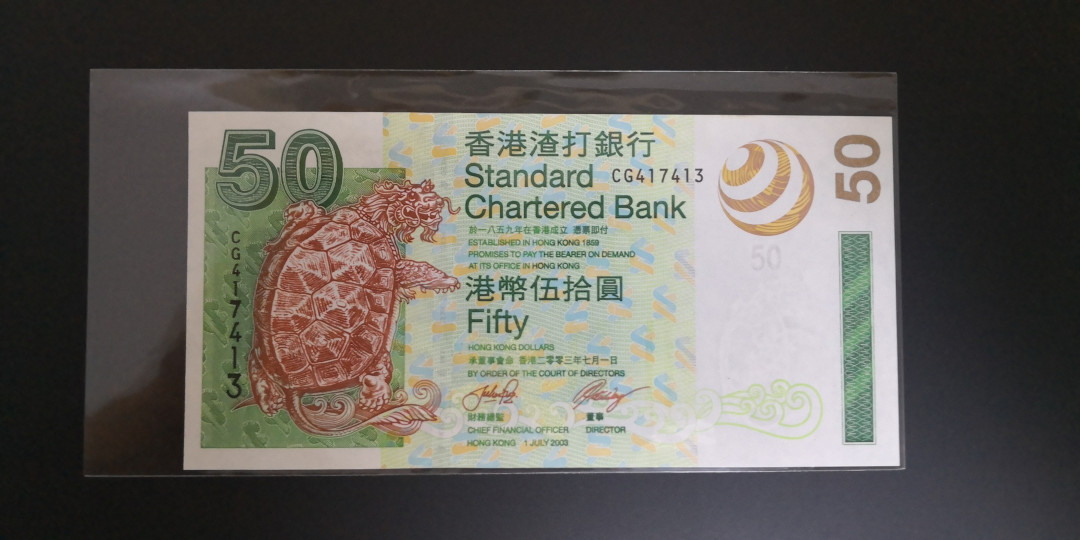 50
CG417413
香港渣打銀行
Standard CG417413
Chartered Bank
於一八五九年在香港成立 憑票即付
ESTABLISHED IN HONG KONG 1859
PROMISES TO PAY THE BEARER ON DEMAND
AT ITS OFFICE IN HONG KONG
港幣伍拾圓
Fifty
HONG KONG DOLLARS
承董事會命 香港二零零三年七月一日
BY ORDER OF THE COURT OF DIRECTORS
財務總監 董事
CHIEF FINANCIAL OFFICER DIRECTOR
HONG KONG 1 JULY 2003
50
50